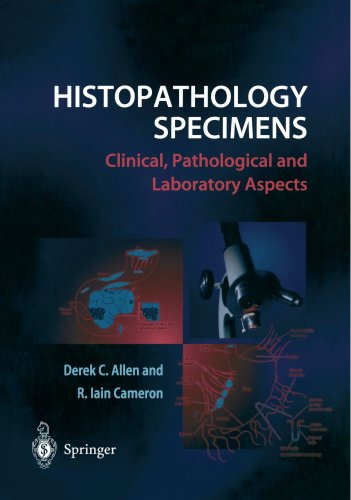 HISTOPATHOLOGY
SPECIMENS
Clinical, Pathological and
Laboratory Aspects
Derek C. Allen and
R. Iain Cameron
Springer